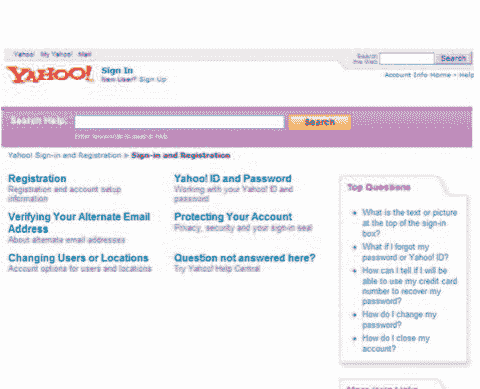 Yahoo! My Yahoo! Mail
Search the Web
Search
YAHOO!
Sign In
New User? Sign Up
Account Info Home - Help
Search Help:
Search
Yahoo! Sign-in and Registration > Sign-in and Registration
Registration
Registration and account setup
information
Verifying Your Alternate Email
Address
About alternate email addresses
Changing Users or Locations
Account options for users and locations
Yahoo! ID and Password
Working with your Yahoo! ID and
password
Protecting Your Account
Privacy, security and your sign-in seal
Question not answered here?
Try Yahoo! Help Central
Top Questions
What is the text or picture
at the top of the sign-in
box?
What if I forgot my
password or Yahoo! ID?
How can I tell if I will be
able to use my credit card
number to recover my
password?
How do I change my
password?
How do I close my
account?